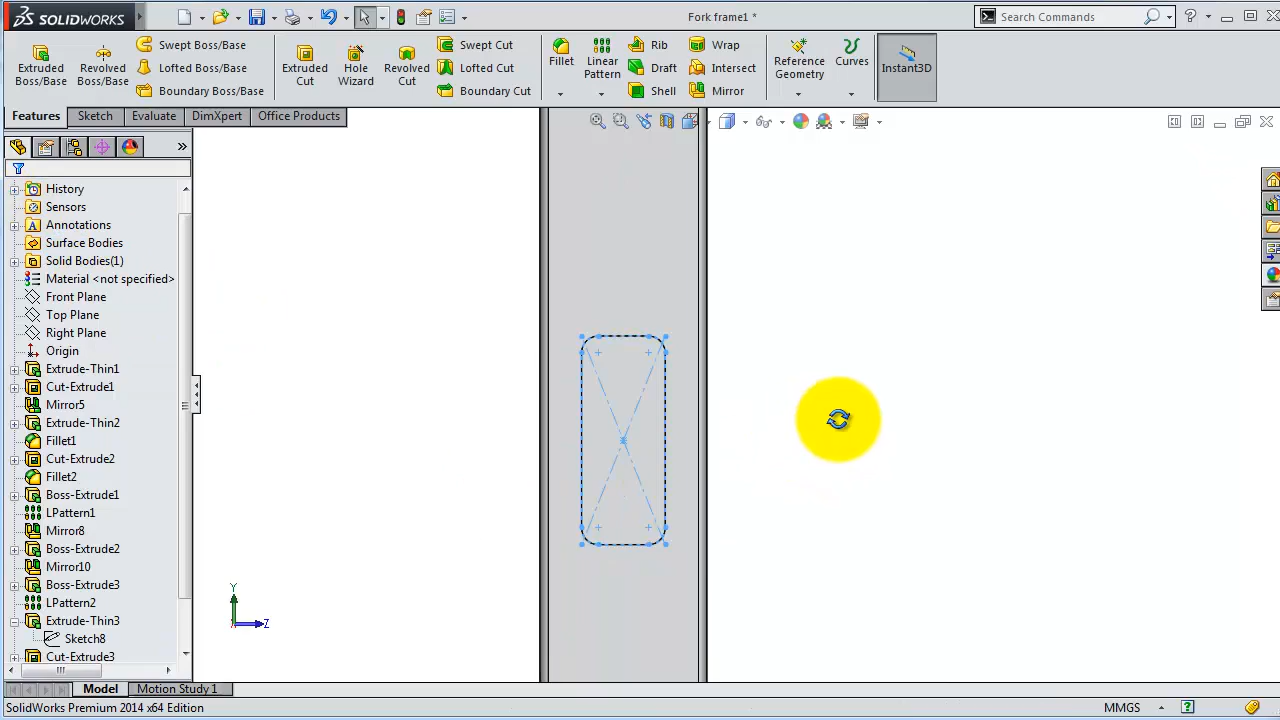 SOLIDWORKS
Fork frame1 *
Search Commands
Extruded Boss/Base
Revolved Boss/Base
Swept Boss/Base
Lofted Boss/Base
Boundary Boss/Base
Extruded Cut
Hole Wizard
Revolved Cut
Swept Cut
Lofted Cut
Boundary Cut
Fillet
Linear Pattern
Rib
Draft
Shell
Wrap
Intersect
Mirror
Reference Geometry
Curves
Instant3D
Features
Sketch
Evaluate
DimXpert
Office Products
History
Sensors
Annotations
Surface Bodies
Solid Bodies(1)
Material <not specified>
Front Plane
Top Plane
Right Plane
Origin
Extrude-Thin1
Cut-Extrude1
Mirror5
Extrude-Thin2
Fillet1
Cut-Extrude2
Fillet2
Boss-Extrude1
LPattern1
Mirror8
Boss-Extrude2
Mirror10
Boss-Extrude3
LPattern2
Extrude-Thin3
Sketch8
Cut-Extrude3
Y
Z
Model
Motion Study 1
SolidWorks Premium 2014 x64 Edition
MMGS